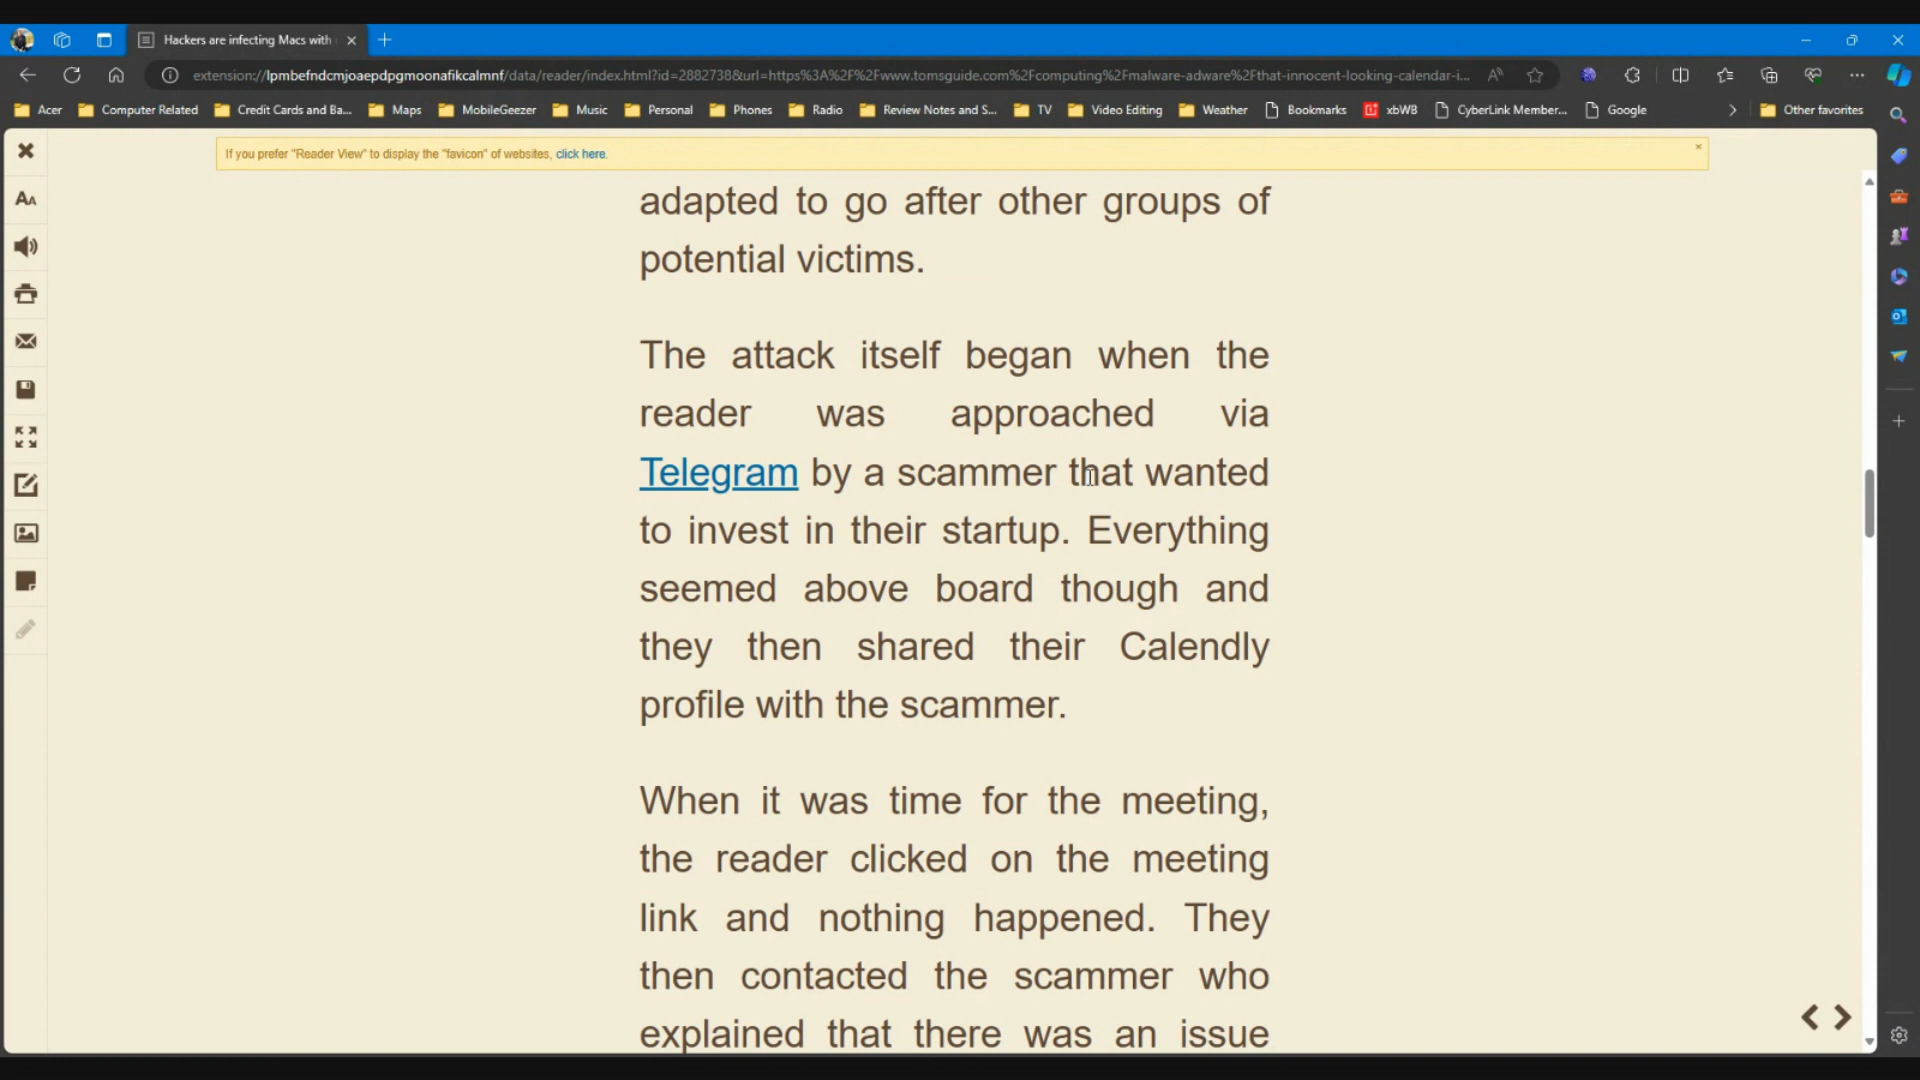 Hackers are infecting Macs with
extension://lpmbefndcmjoaepdpgmoonafikcalmnf/data/reader/index.html?id=2882738&url=https%3A%2F%2Fwww.tomsguide.com%2Fcomputing%2Fmalware-adware%2Fthat-innocent-looking-calendar-i...
Acer Computer Related Credit Cards and Ba... Maps MobileGeezer Music Personal Phones Radio Review Notes and S... TV Video Editing Weather Bookmarks xbWB CyberLink Member... Google Other favorites
If you prefer "Reader View" to display the "favicon" of websites, click here.
adapted to go after other groups of
potential victims.
The attack itself began when the
reader was approached via
Telegram by a scammer that wanted
to invest in their startup. Everything
seemed above board though and
they then shared their Calendly
profile with the scammer.
When it was time for the meeting,
the reader clicked on the meeting
link and nothing happened. They
then contacted the scammer who
explained that there was an issue